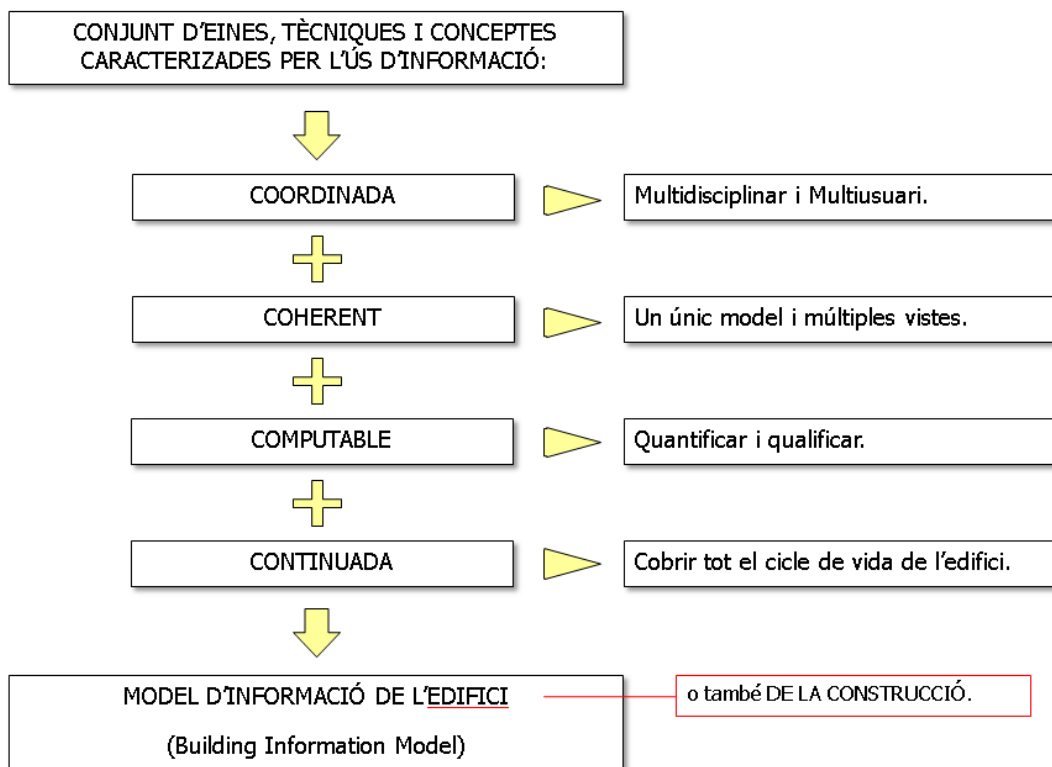 CONJUNT D'EINES, TÈCNIQUES I CONCEPTES
CARACTERIZADES PER L'ÚS D'INFORMACIÓ:
COORDINADA
Multidisciplinar i Multiusuari.
COHERENT
Un únic model i múltiples vistes.
COMPUTABLE
Quantificar i qualificar.
CONTINUADA
Cobrir tot el cicle de vida de l'edifici.
MODEL D'INFORMACIÓ DE L'EDIFICI
o també DE LA CONSTRUCCIÓ.
(Building Information Model)